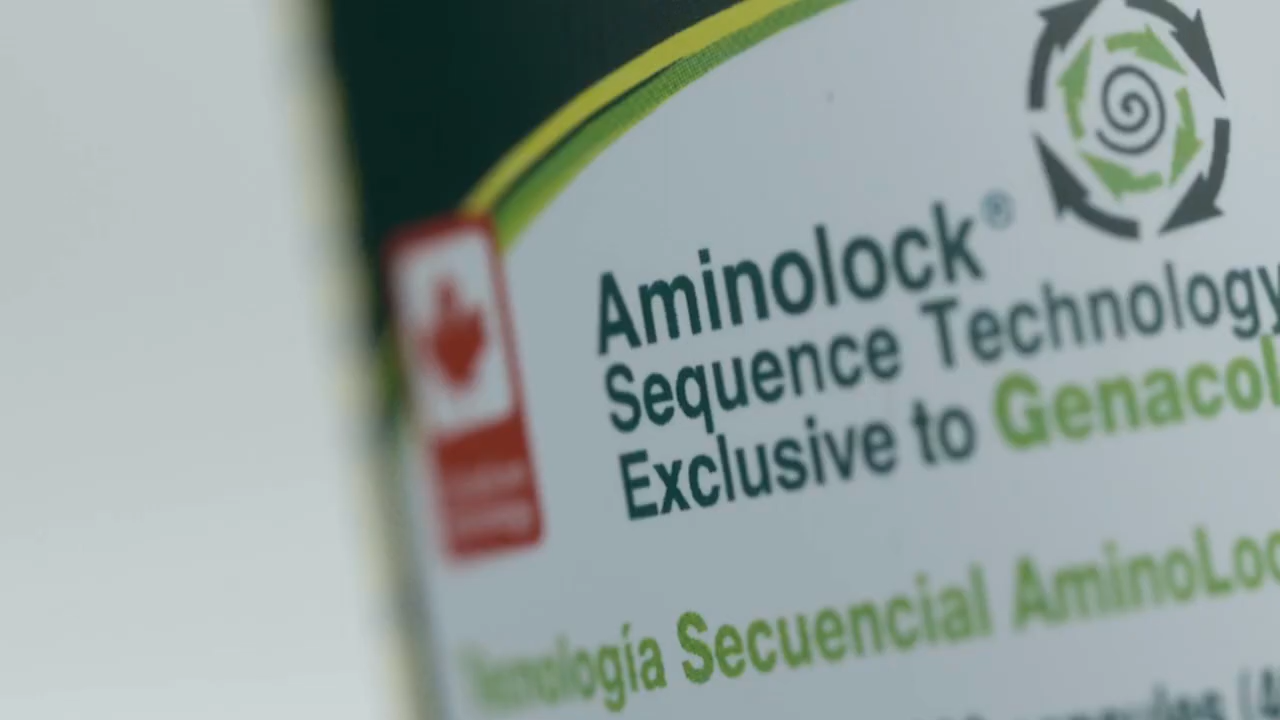 Aminolock®
Sequence Technology
Exclusive to Genacol
Tecnología Secuencial AminoLoc